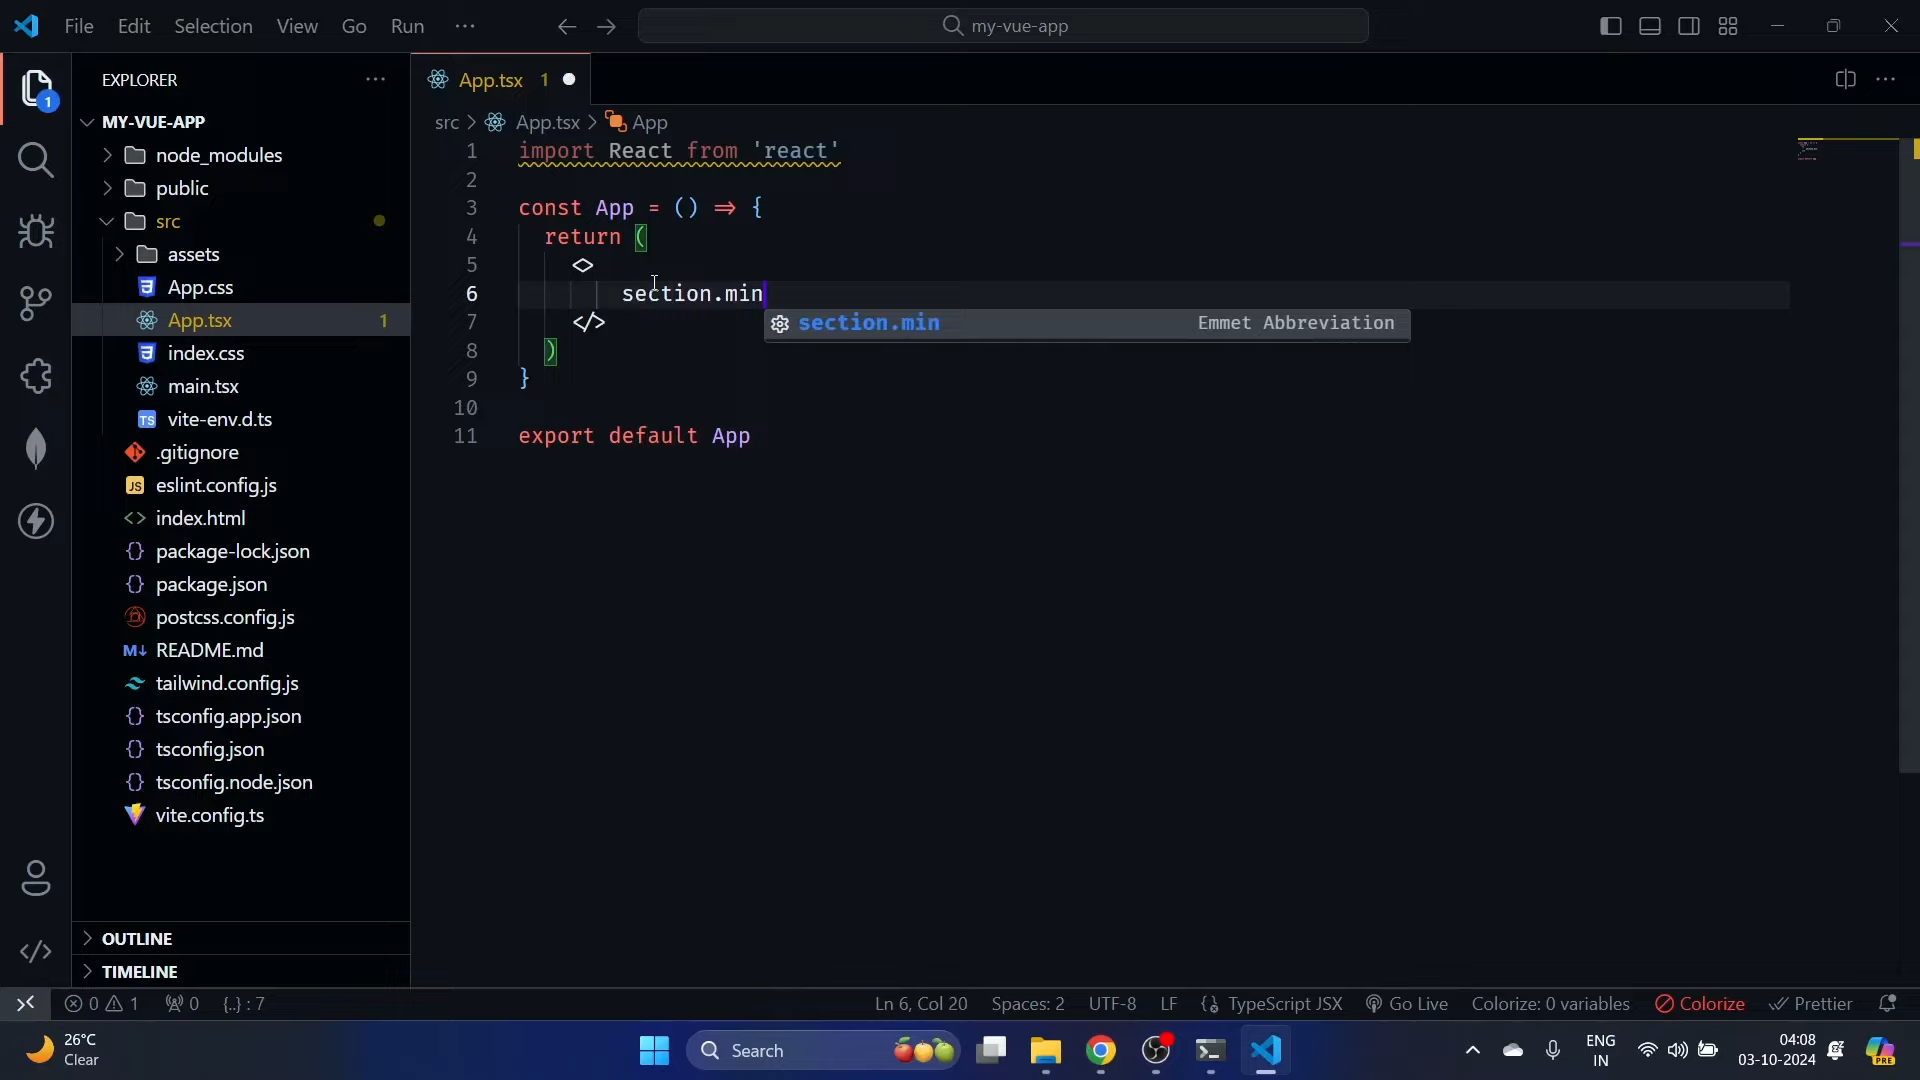 File Edit Selection View Go Run ··· my-vue-app
EXPLORER ···
App.tsx 1
src > App.tsx > App
MY-VUE-APP
node_modules
public
src
assets
App.css
App.tsx 1
index.css
main.tsx
TS vite-env.d.ts
.gitignore
JS eslint.config.js
<> index.html
{} package-lock.json
{} package.json
postcss.config.js
M↓ README.md
tailwind.config.js
{} tsconfig.app.json
{} tsconfig.json
{} tsconfig.node.json
vite.config.ts
OUTLINE
TIMELINE
1
1 import React from 'react'
2
3 const App = () => {
4 return (
5 <>
6 section.min
7 </>
8 )
9 }
10
11 export default App
section.min Emmet Abbreviation
0 1 0 {..} : 7 Ln 6, Col 20 Spaces: 2 UTF-8 LF TypeScript JSX Go Live Colorize: 0 variables Colorize Prettier
26°C
Clear
Search
ENG
IN
04:08
03-10-2024
PRE